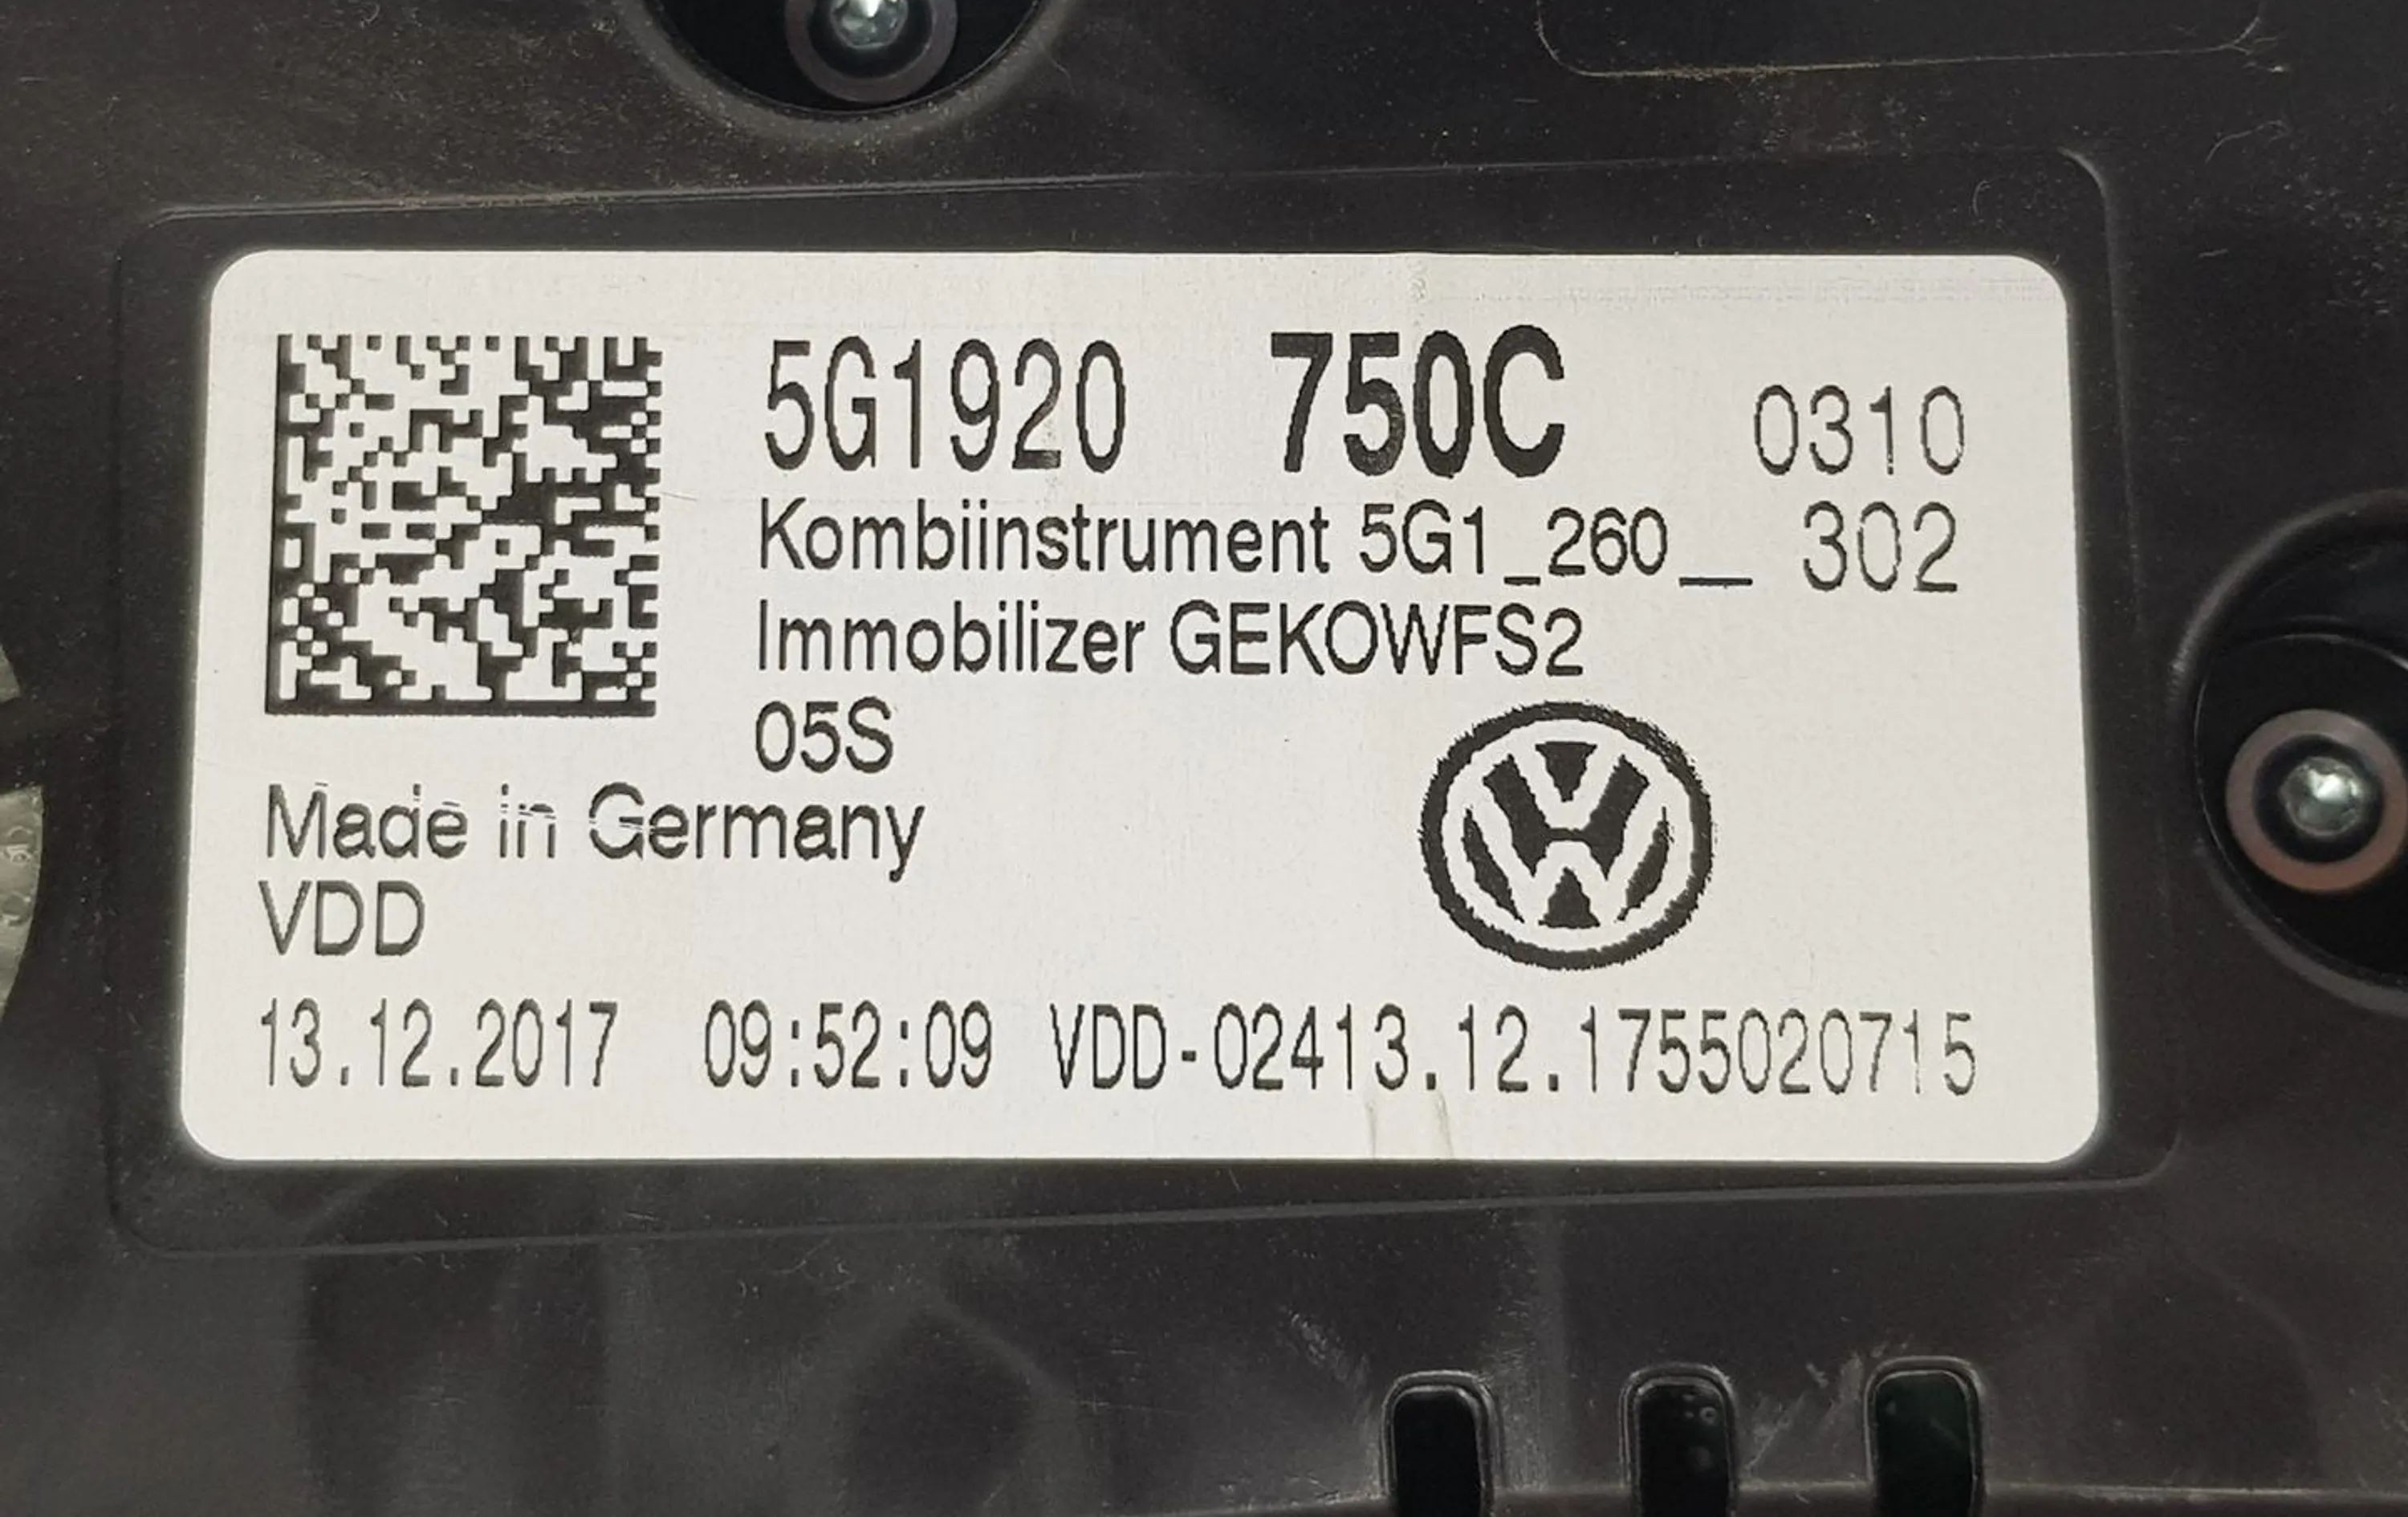 5G1920 750C 0310
Kombiinstrument 5G1_260__ 302
Immobilizer GEKOWFS2
05S
Made in Germany
VDD
13.12.2017 09:52:09 VDD-02413.12.1755020715